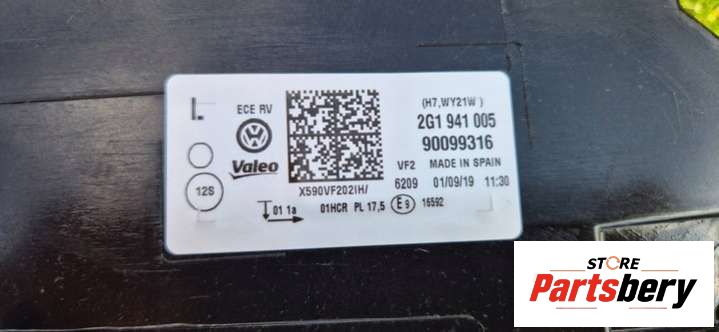 L
ECE RV
Valeo
12S
X590VF202IH/
(H7,WY21W)
2G1 941 005
90099316
VF2 MADE IN SPAIN
6209 01/09/19 11:30
01 1a 01HCR PL 17,5 E9 16592
STORE
Partsbery